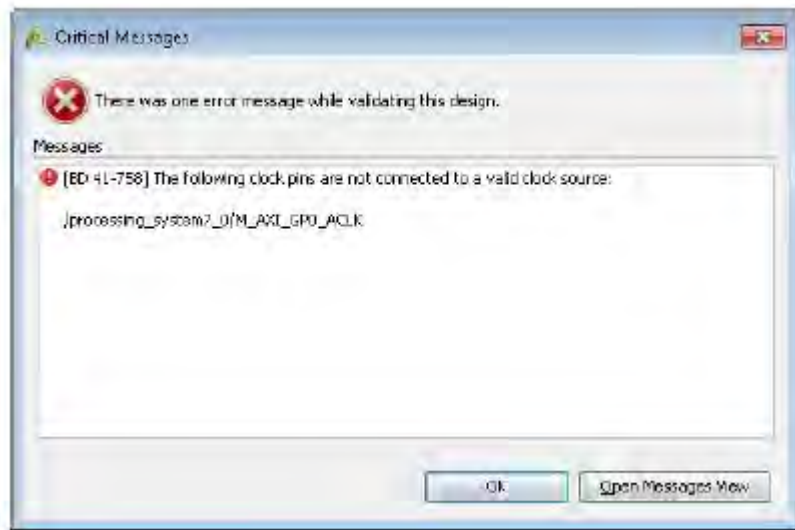 Critical Messages
There was one error message while validating this design.
Messages
[BD 41-758] The following clock pins are not connected to a valid clock source:
/processing_system7_0/M_AXI_GP0_ACLK
OK
Open Messages View